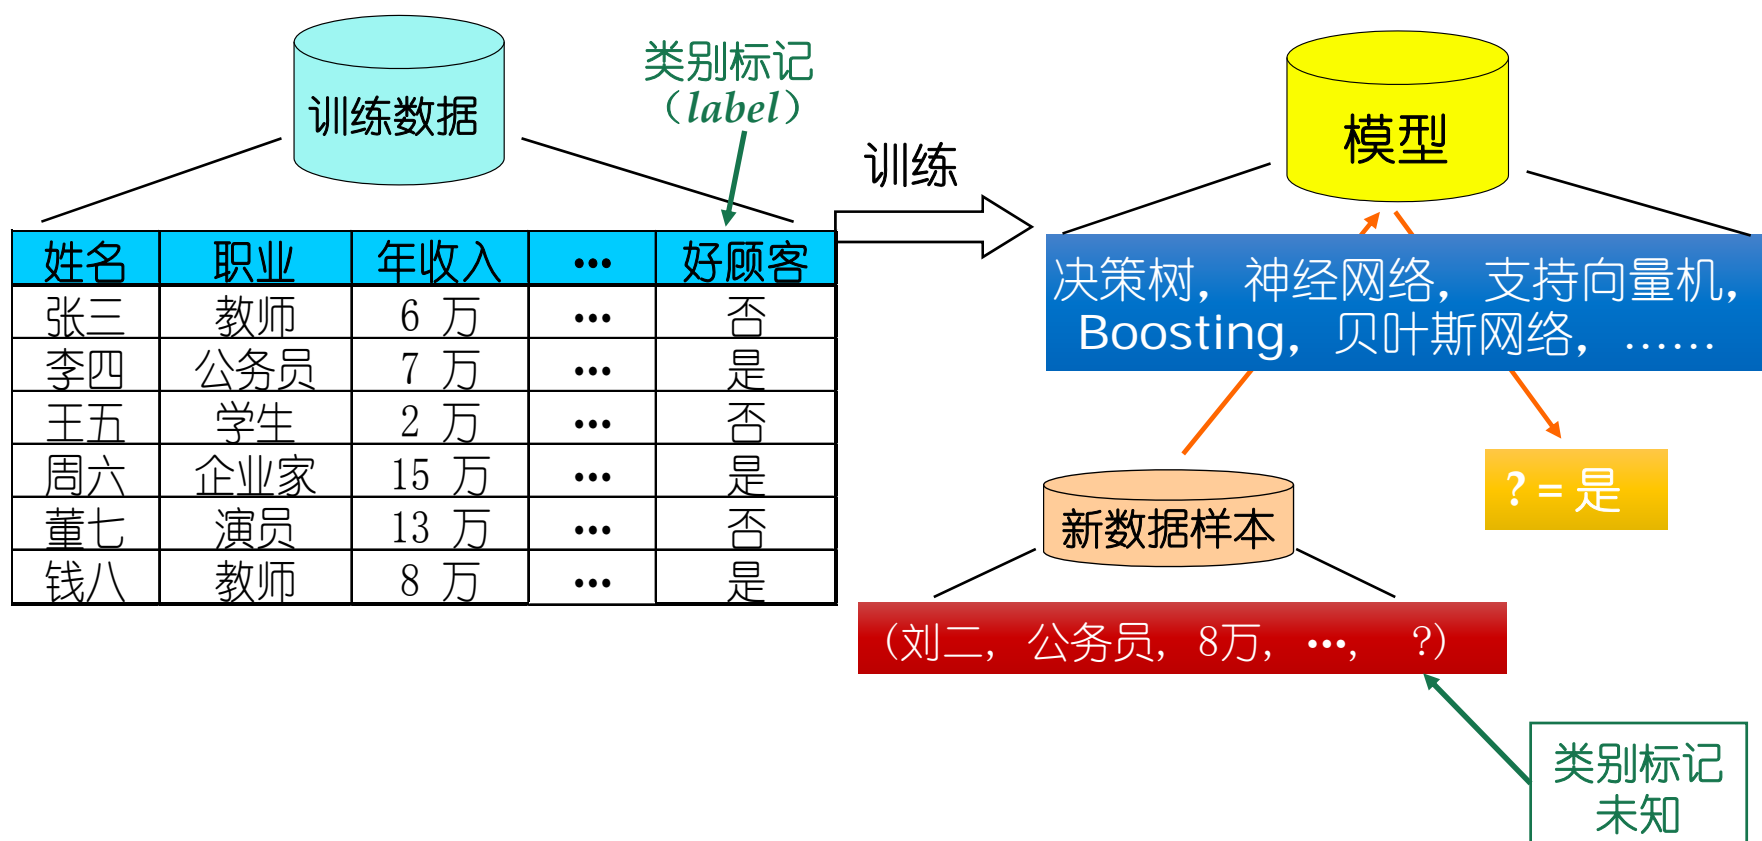 训练数据
类别标记
（label）
训练
模型
姓名 职业 年收入 ••• 好顾客
张三 教师 6 万 ••• 否
李四 公务员 7 万 ••• 是
王五 学生 2 万 ••• 否
周六 企业家 15 万 ••• 是
董七 演员 13 万 ••• 否
钱八 教师 8 万 ••• 是
决策树，神经网络，支持向量机，
Boosting，贝叶斯网络，……
新数据样本
? = 是
(刘二, 公务员, 8万, •••, ?)
类别标记
未知